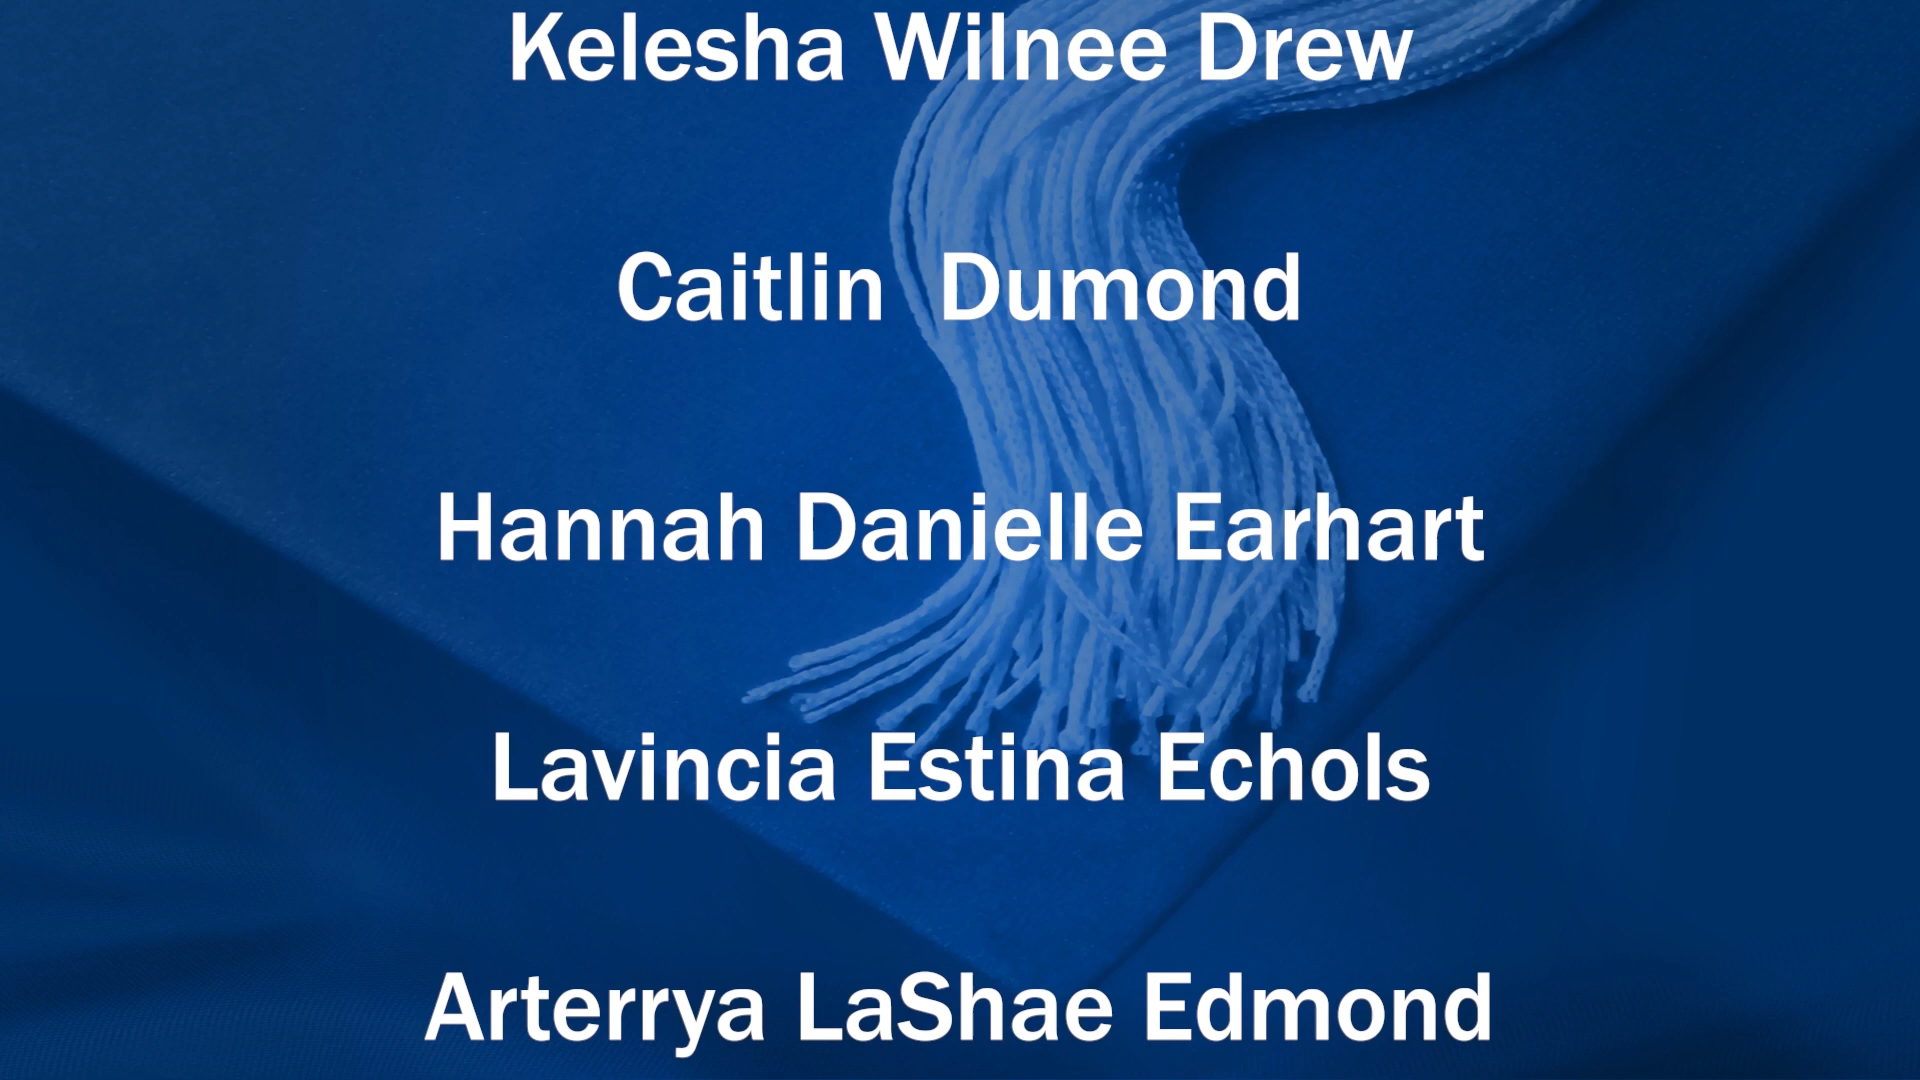 Kelesha Wilnee Drew
Caitlin  Dumond
Hannah Danielle Earhart
Lavincia Estina Echols
Arterrya LaShae Edmond